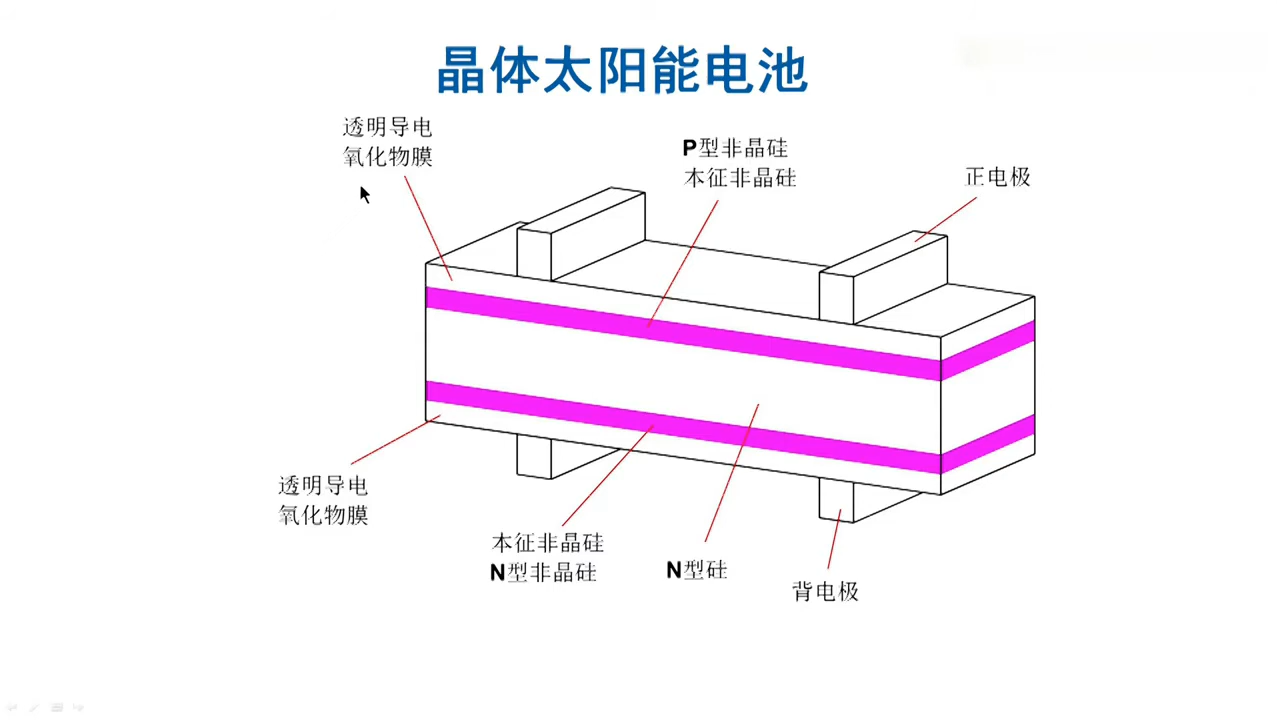 晶体太阳能电池
透明导电
氧化物膜
P型非晶硅
本征非晶硅
正电极
透明导电
氧化物膜
本征非晶硅
N型非晶硅
N型硅
背电极